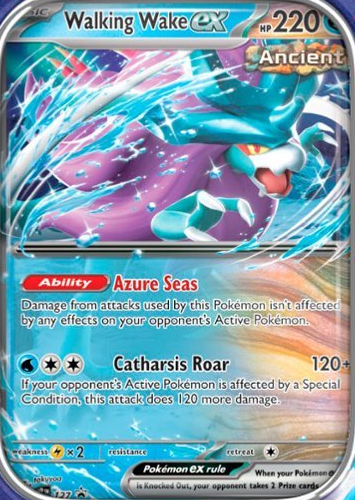 Walking Wake ex HP 220
Ancient
Ability Azure Seas
Damage from attacks used by this Pokémon isn't affected
by any effects on your opponent's Active Pokémon.
Catharsis Roar 120+
If your opponent's Active Pokémon is affected by a Special
Condition, this attack does 120 more damage.
weakness ×2 resistance retreat
Pokémon ex rule
When your Pokémon
is Knocked Out, your opponent takes 2 Prize cards
127